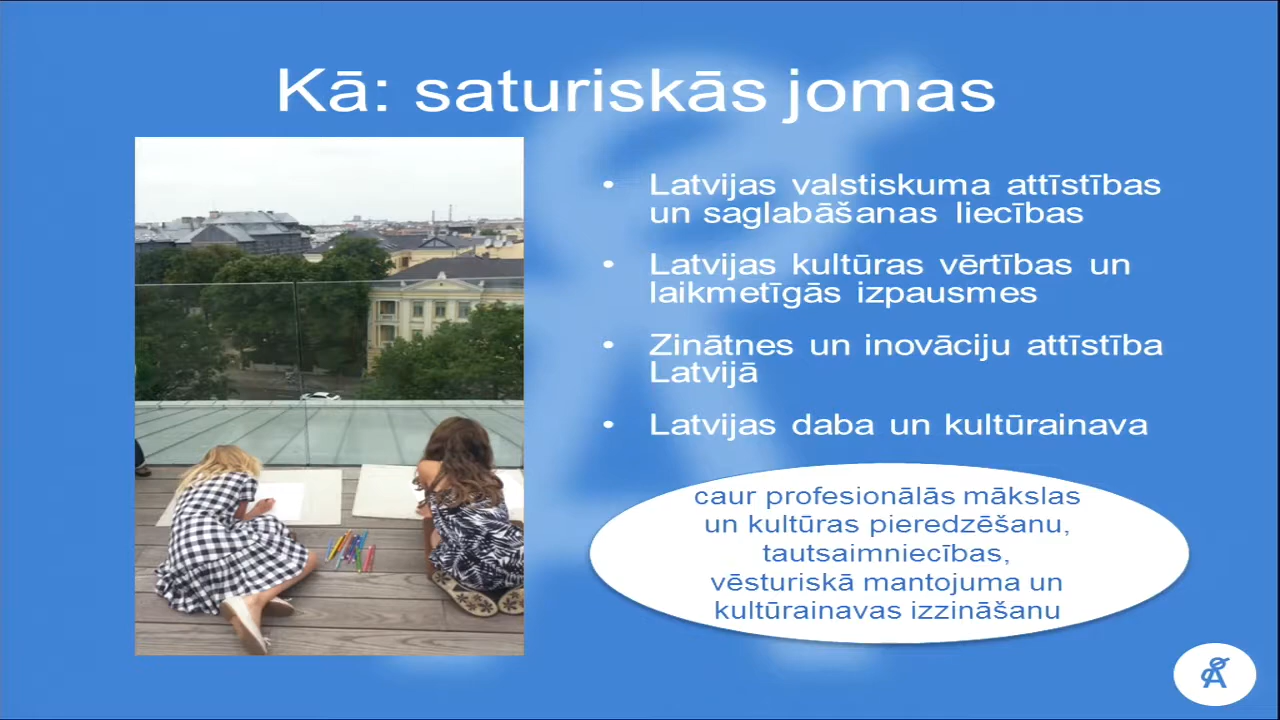 Kā: saturiskās jomas
• Latvijas valstiskuma attīstības
un saglabāšanas liecības
• Latvijas kultūras vērtības un
laikmetīgās izpausmes
• Zinātnes un inovāciju attīstība
Latvijā
• Latvijas daba un kultūrainava
caur profesionālās mākslas
un kultūras pieredzēšanu,
tautsaimniecības,
vēsturiskā mantojuma un
kultūrainavas izzināšanu